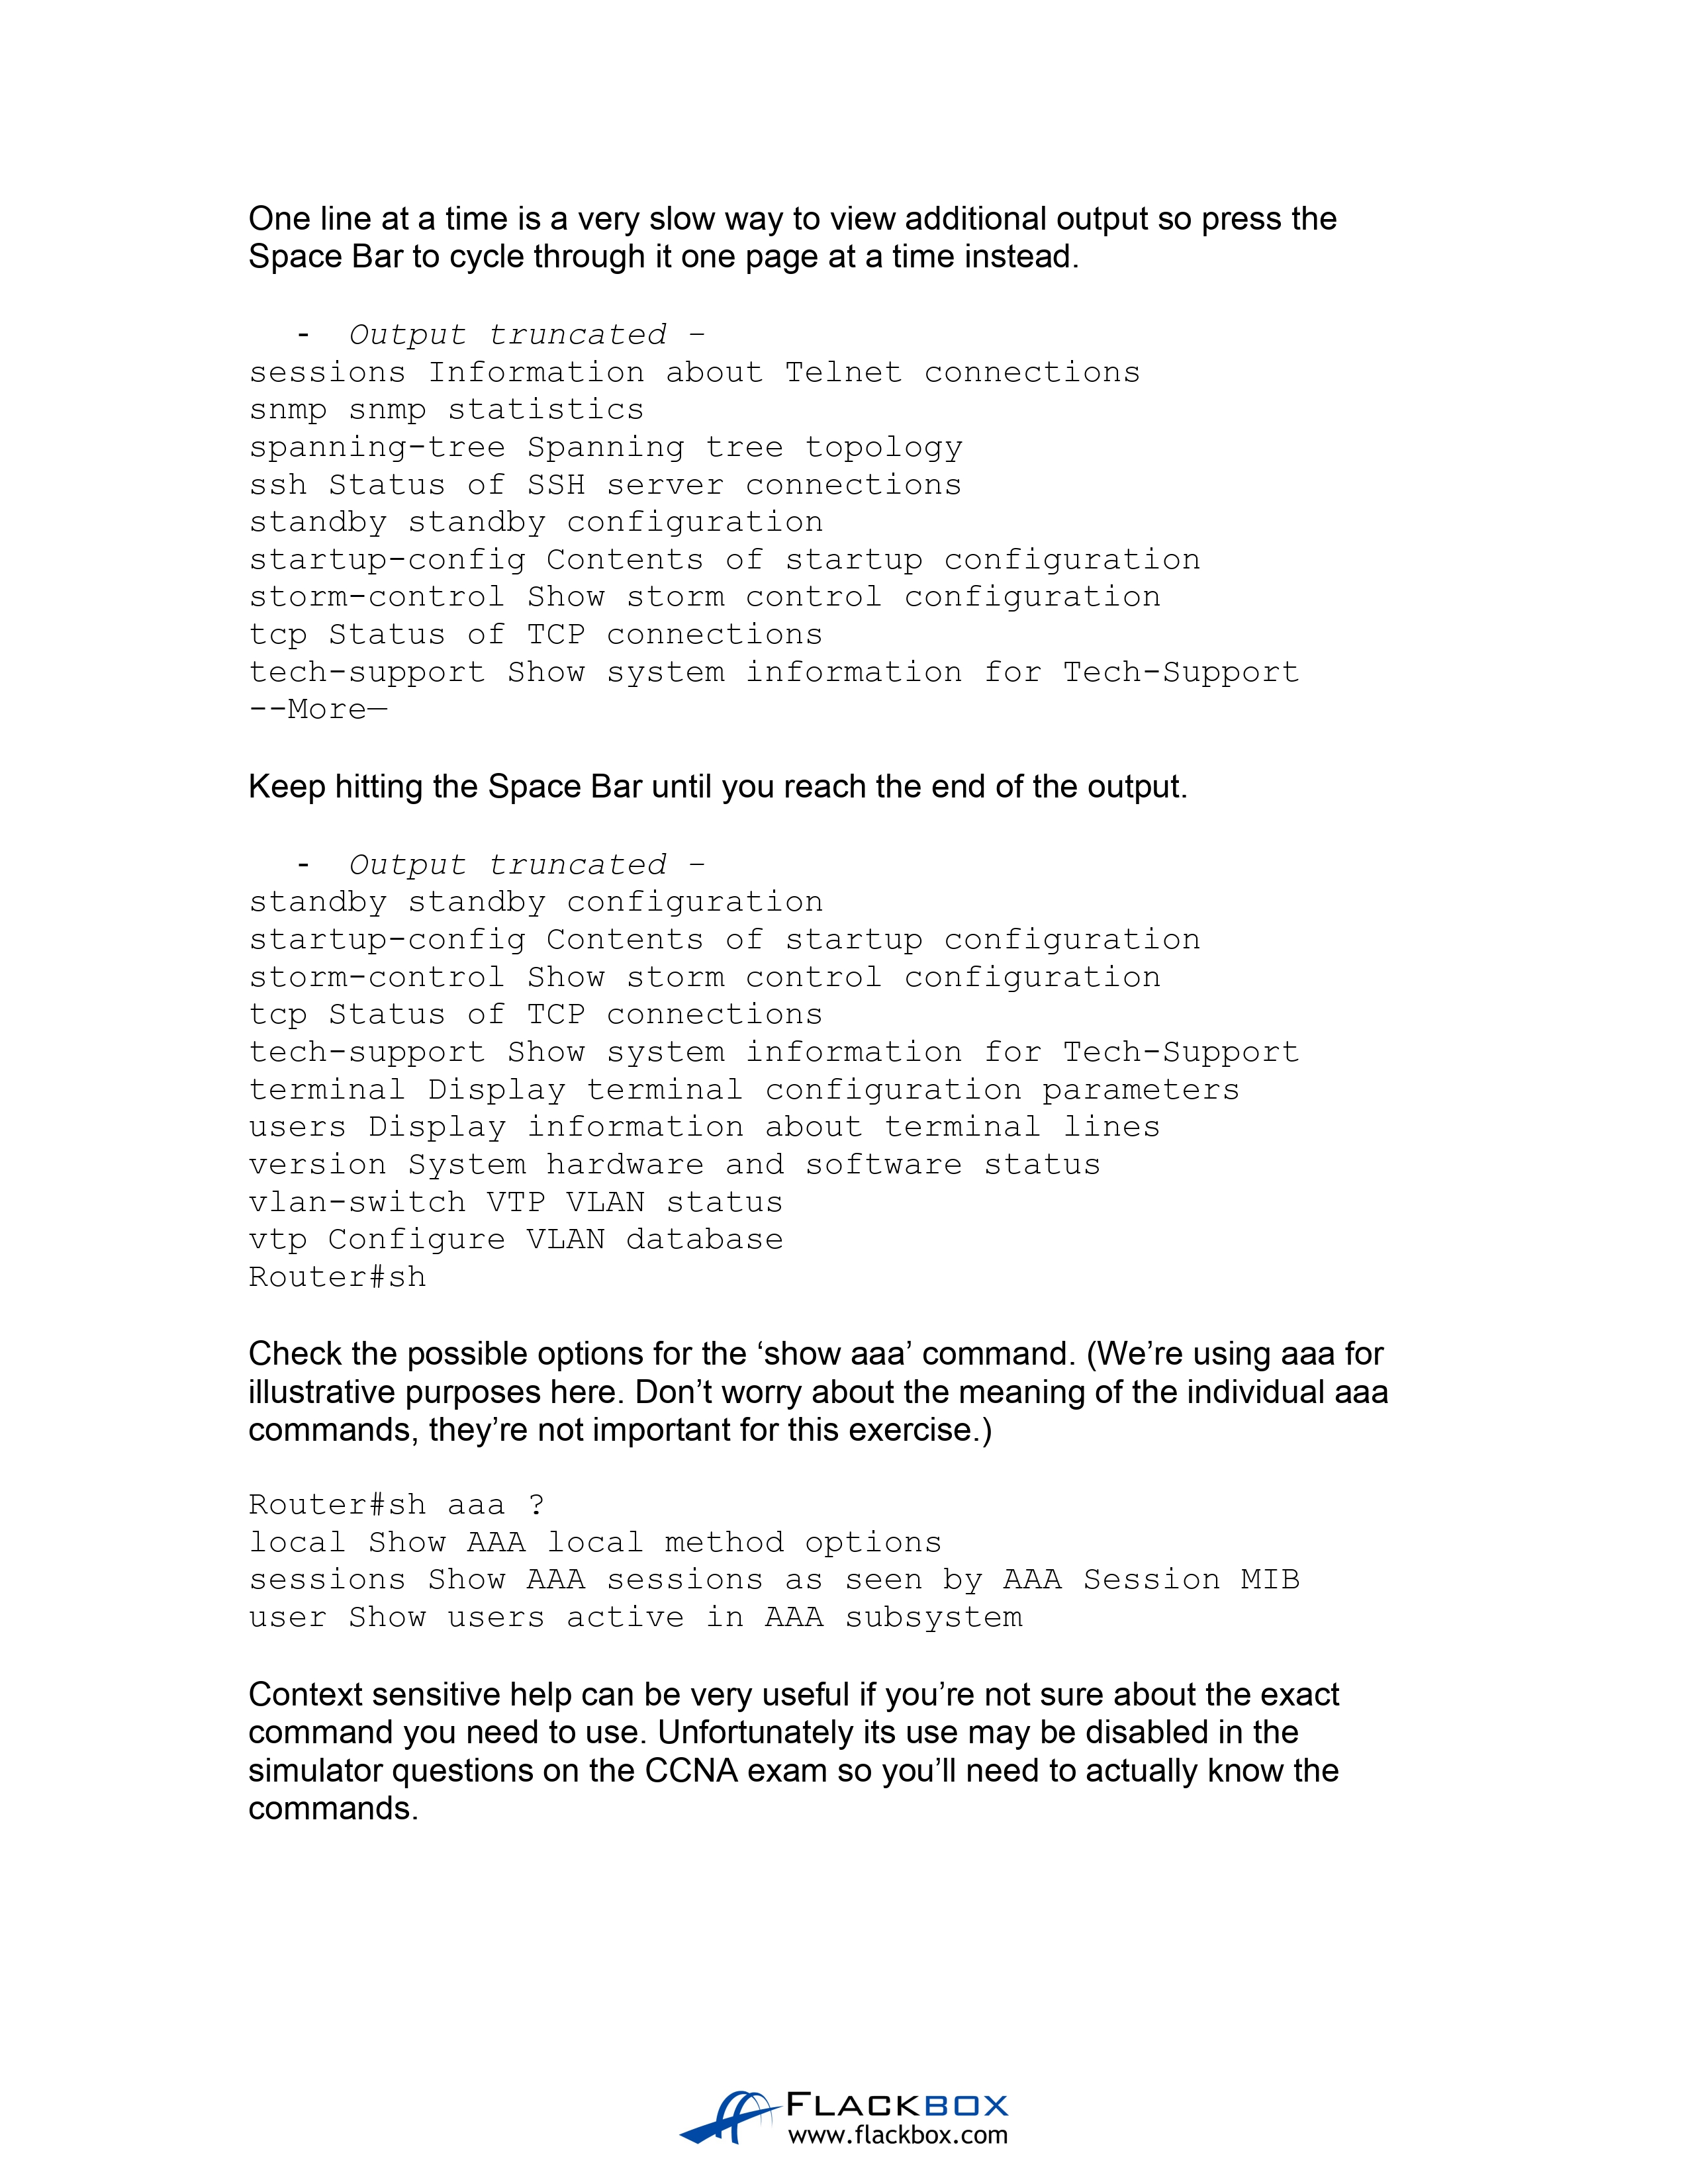 One line at a time is a very slow way to view additional output so press the
Space Bar to cycle through it one page at a time instead.
- Output truncated –
sessions Information about Telnet connections
snmp snmp statistics
spanning-tree Spanning tree topology
ssh Status of SSH server connections
standby standby configuration
startup-config Contents of startup configuration
storm-control Show storm control configuration
tcp Status of TCP connections
tech-support Show system information for Tech-Support
--More—
Keep hitting the Space Bar until you reach the end of the output.
- Output truncated –
standby standby configuration
startup-config Contents of startup configuration
storm-control Show storm control configuration
tcp Status of TCP connections
tech-support Show system information for Tech-Support
terminal Display terminal configuration parameters
users Display information about terminal lines
version System hardware and software status
vlan-switch VTP VLAN status
vtp Configure VLAN database
Router#sh
Check the possible options for the ‘show aaa’ command. (We’re using aaa for
illustrative purposes here. Don’t worry about the meaning of the individual aaa
commands, they’re not important for this exercise.)
Router#sh aaa ?
local Show AAA local method options
sessions Show AAA sessions as seen by AAA Session MIB
user Show users active in AAA subsystem
Context sensitive help can be very useful if you’re not sure about the exact
command you need to use. Unfortunately its use may be disabled in the
simulator questions on the CCNA exam so you’ll need to actually know the
commands.
FLACKBOX
www.flackbox.com